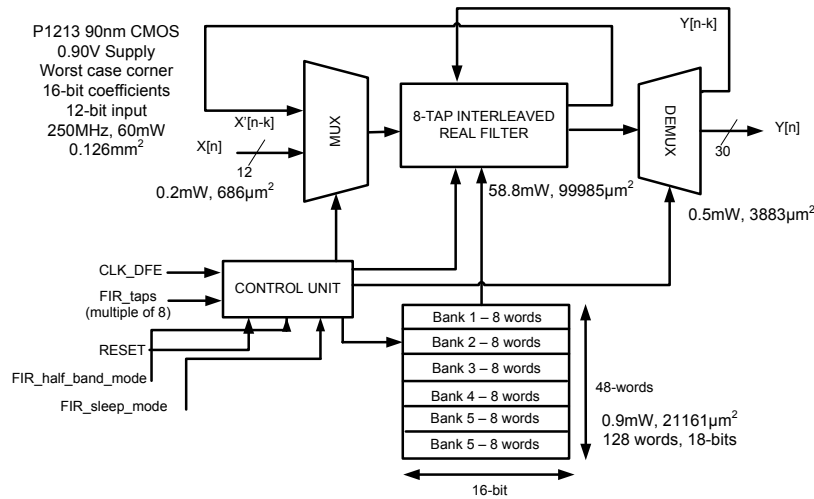 P1213 90nm CMOS
0.90V Supply
Worst case corner
16-bit coefficients
12-bit input
250MHz, 60mW
0.126mm²
X'[n-k]
X[n]
12
MUX
0.2mW, 686µm²
8-TAP INTERLEAVED
REAL FILTER
58.8mW, 99985µm²
Y[n-k]
DEMUX
30
Y[n]
0.5mW, 3883µm²
CLK_DFE
FIR_taps
(multiple of 8)
RESET
FIR_half_band_mode
FIR_sleep_mode
CONTROL UNIT
Bank 1 – 8 words
Bank 2 – 8 words
Bank 3 – 8 words
Bank 4 – 8 words
Bank 5 – 8 words
Bank 5 – 8 words
48-words
0.9mW, 21161µm²
128 words, 18-bits
16-bit